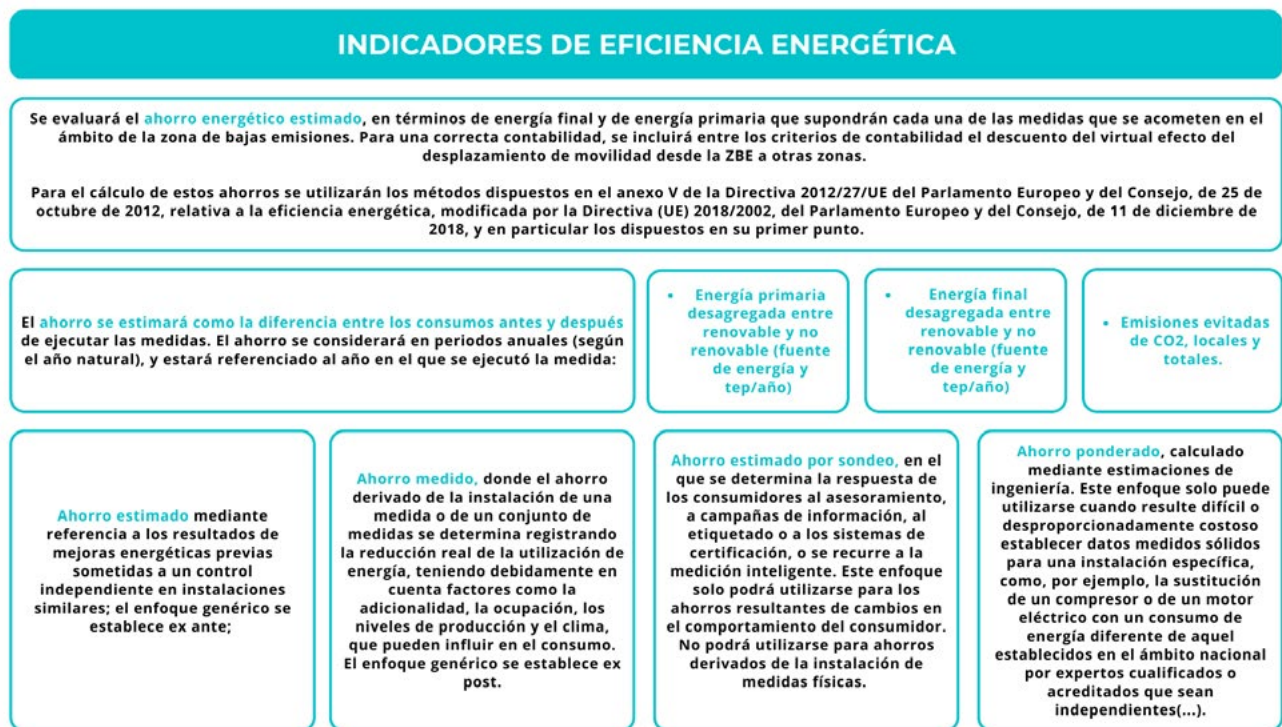 INDICADORES DE EFICIENCIA ENERGÉTICA
Se evaluará el ahorro energético estimado, en términos de energía final y de energía primaria que supondrán cada una de las medidas que se acometen en el
ámbito de la zona de bajas emisiones. Para una correcta contabilidad, se incluirá entre los criterios de contabilidad el descuento del virtual efecto del
desplazamiento de movilidad desde la ZBE a otras zonas.
Para el cálculo de estos ahorros se utilizarán los métodos dispuestos en el anexo V de la Directiva 2012/27/UE del Parlamento Europeo y del Consejo, de 25 de
octubre de 2012, relativa a la eficiencia energética, modificada por la Directiva (UE) 2018/2002, del Parlamento Europeo y del Consejo, de 11 de diciembre de
2018, y en particular los dispuestos en su primer punto.
El ahorro se estimará como la diferencia entre los consumos antes y después
de ejecutar las medidas. El ahorro se considerará en periodos anuales (según
el año natural), y estará referenciado al año en el que se ejecutó la medida:
• Energía primaria
desagregada entre
renovable y no
renovable (fuente
de energía y
tep/año)
• Energía final
desagregada entre
renovable y no
renovable (fuente
de energía y
tep/año)
• Emisiones evitadas
de CO2, locales y
totales.
Ahorro estimado mediante
referencia a los resultados de
mejoras energéticas previas
sometidas a un control
independiente en instalaciones
similares; el enfoque genérico se
establece ex ante;
Ahorro medido, donde el ahorro
derivado de la instalación de una
medida o de un conjunto de
medidas se determina registrando
la reducción real de la utilización de
energía, teniendo debidamente en
cuenta factores como la
adicionalidad, la ocupación, los
niveles de producción y el clima,
que pueden influir en el consumo.
El enfoque genérico se establece ex
post.
Ahorro estimado por sondeo, en el
que se determina la respuesta de
los consumidores al asesoramiento,
a campañas de información, al
etiquetado o a los sistemas de
certificación, o se recurre a la
medición inteligente. Este enfoque
solo podrá utilizarse para los
ahorros resultantes de cambios en
el comportamiento del consumidor.
No podrá utilizarse para ahorros
derivados de la instalación de
medidas físicas.
Ahorro ponderado, calculado
mediante estimaciones de
ingeniería. Este enfoque solo puede
utilizarse cuando resulte difícil o
desproporcionadamente costoso
establecer datos medidos sólidos
para una instalación específica,
como, por ejemplo, la sustitución
de un compresor o de un motor
eléctrico con un consumo de
energía diferente de aquel
establecidos en el ámbito nacional
por expertos cualificados o
acreditados que sean
independientes(...).